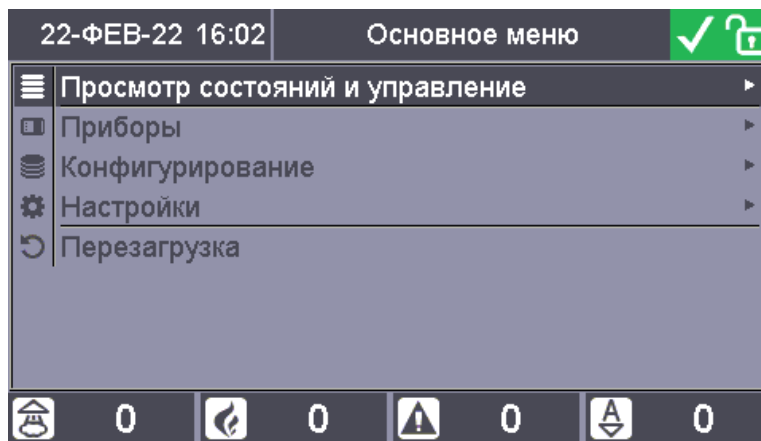 22-ФЕВ-22 16:02 Основное меню
Просмотр состояний и управление
Приборы
Конфигурирование
Настройки
Перезагрузка
0 0 0 A 0